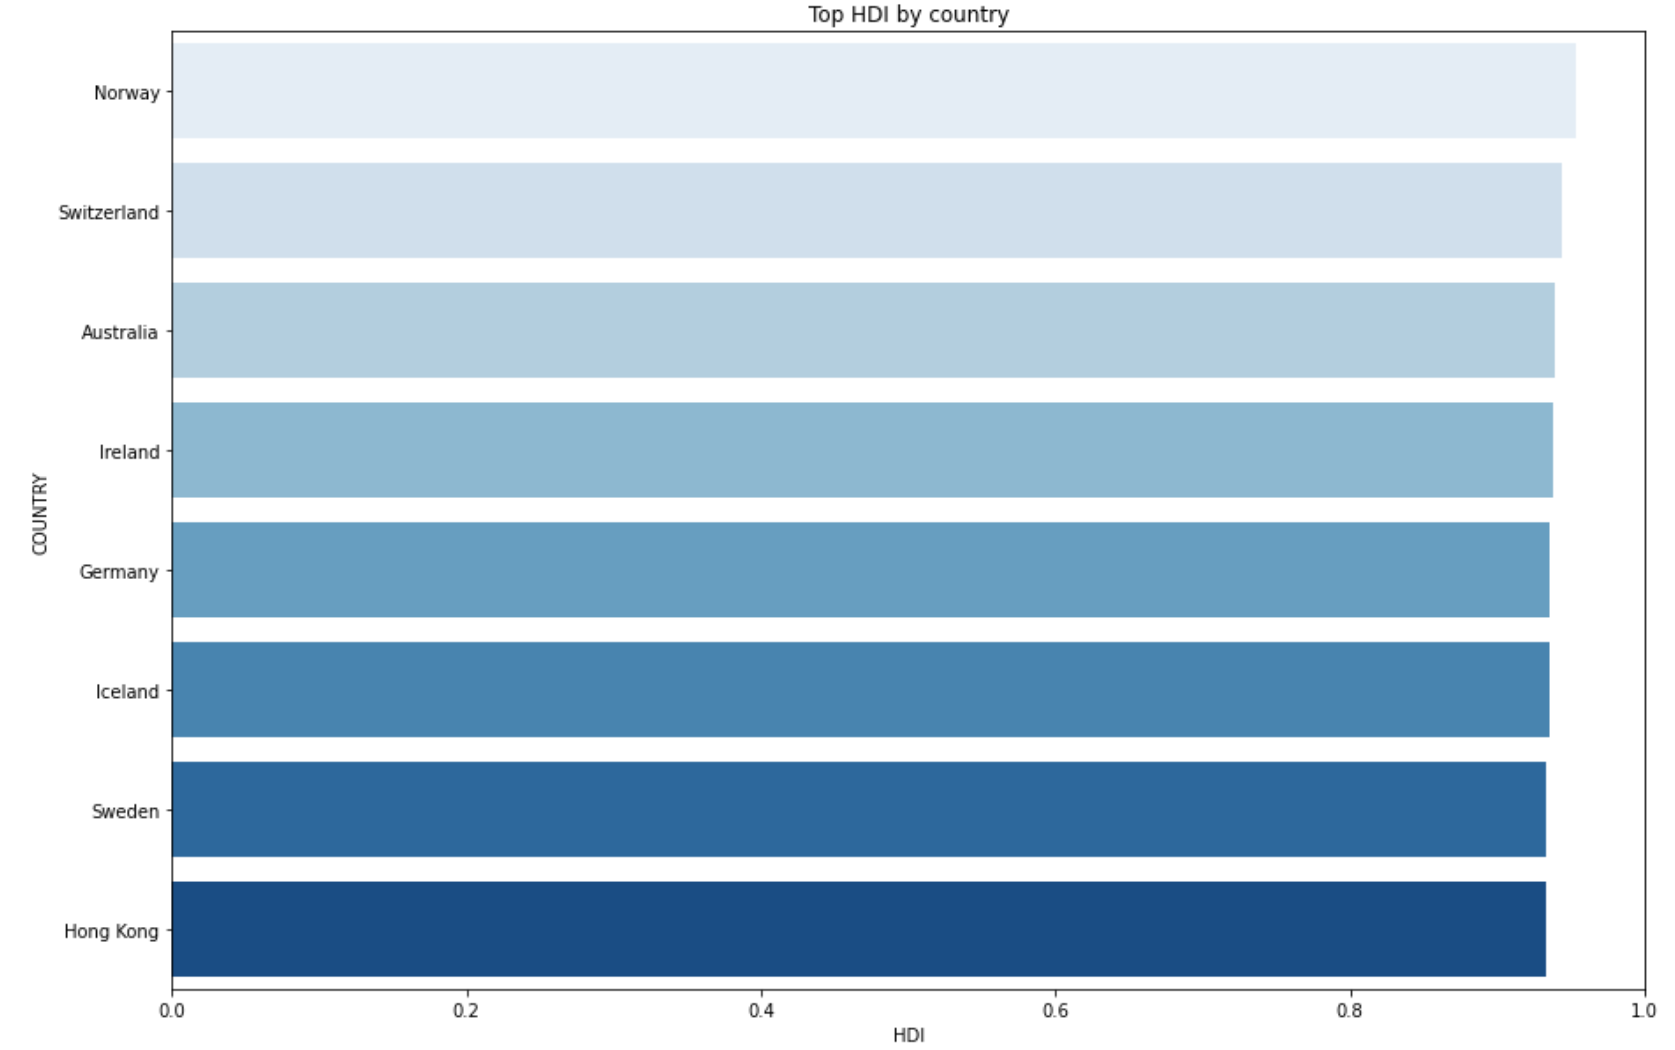 Top HDI by country
Norway
Switzerland
Australia
Ireland
Germany
Iceland
Sweden
Hong Kong
COUNTRY
0.0 0.2 0.4 0.6 0.8 1.0
HDI